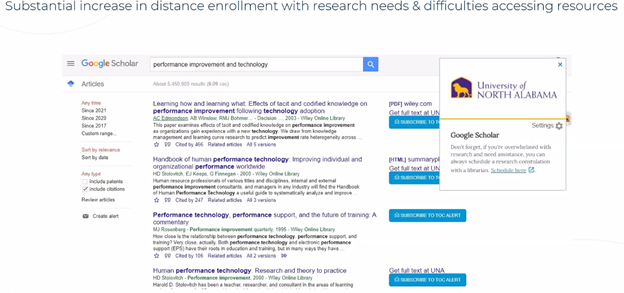 Substantial increase in distance enrollment with research needs & difficulties accessing resources
Google Scholar
performance improvement and technology
Articles
About 5,460,000 results (0.09 sec)
Any time
Since 2021
Since 2020
Since 2017
Custom range...
Sort by relevance
Sort by date
Any type
include patents
include citations
Review articles
Create alert
Learning how and learning what: Effects of tacit and codified knowledge on
performance improvement following technology adoption
AC Edmondson, AB Winslow, RMJ Bohmer... - Decision ..., 2003 - Wiley Online Library
This paper examines effects of tacit and codified knowledge on performance improvement
as organizations gain experience with a new technology. We draw from knowledge
management and learning curve research to predict improvement rate heterogeneity across ...
Cited by 466 Related articles All 5 versions
[PDF] wiley.com
Get full text at UN
SUBSCRIBE TO TO
Handbook of human performance technology: Improving individual and
organizational performance worldwide
HD Stolovitch, EJ Keeps, G Finnegan - 2000 - Wiley Online Library
Human resource professionals of various titles and disciplines, internal and external
performance improvement consultants, and managers in any industry will find the Handbook
of Human Performance Technology a useful guide to systematically analyze and improve ...
Cited by 247 Related articles All 3 versions
[HTML] summarypl
Get full text at UN
SUBSCRIBE TO TO
Performance technology, performance support, and the future of training: A
commentary
MJ Rosenberg - Performance improvement quarterly, 1995 - Wiley Online Library
How close is the relationship between performance technology, performance support, and
training? Very close, actually. Both performance technology and electronic performance
support (EPS) have their roots in education and training, but in many ways they have ...
Cited by 106 Related articles All 2 versions
SUBSCRIBE TO TOC ALERT
Human performance technology: Research and theory to practice
HD Stolovitch - Performance Improvement, 2000 - Wiley Online Library
Harold D. Stolovitch has been a teacher, researcher, and consultant in the areas of learning
Get full text at UNA
SUBSCRIBE TO TOC ALERT
University of
NORTH ALABAMA
Settings
Google Scholar
Don't forget, if you're overwhelmed with
research and need assistance, you can
always schedule a research consultation
with a librarian. Schedule here